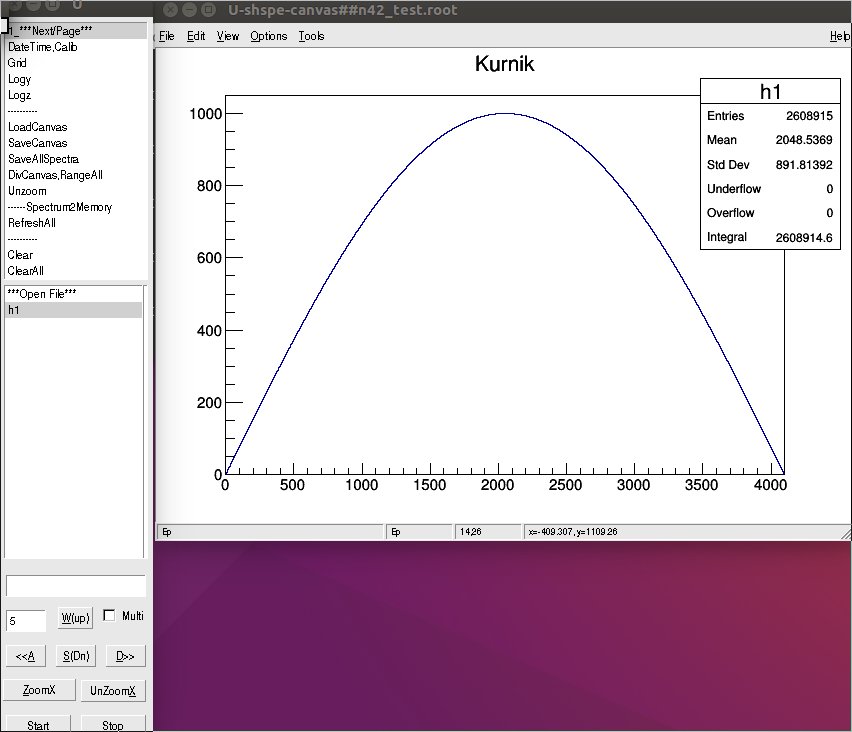 U
1_***Next/Page***
DateTime,Calib
Grid
Logy
Logz
----------
LoadCanvas
SaveCanvas
SaveAllSpectra
DivCanvas,RangeAll
Unzoom
------Spectrum2Memory
RefreshAll
----------
Clear
ClearAll
***Open File***
h1
5
W(up)
Multi
<<A
S(Dn)
D>>
ZoomX
UnZoomX
Start
Stop
U-shspe-canvas##n42_test.root
File Edit View Options Tools Help
Kurnik
h1
Entries 2608915
Mean 2048.5369
Std Dev 891.81392
Underflow 0
Overflow 0
Integral 2608914.6
1000
800
600
400
200
0
0 500 1000 1500 2000 2500 3000 3500 4000
Ep Ep 14,26 x=-409.307, y=1109.26